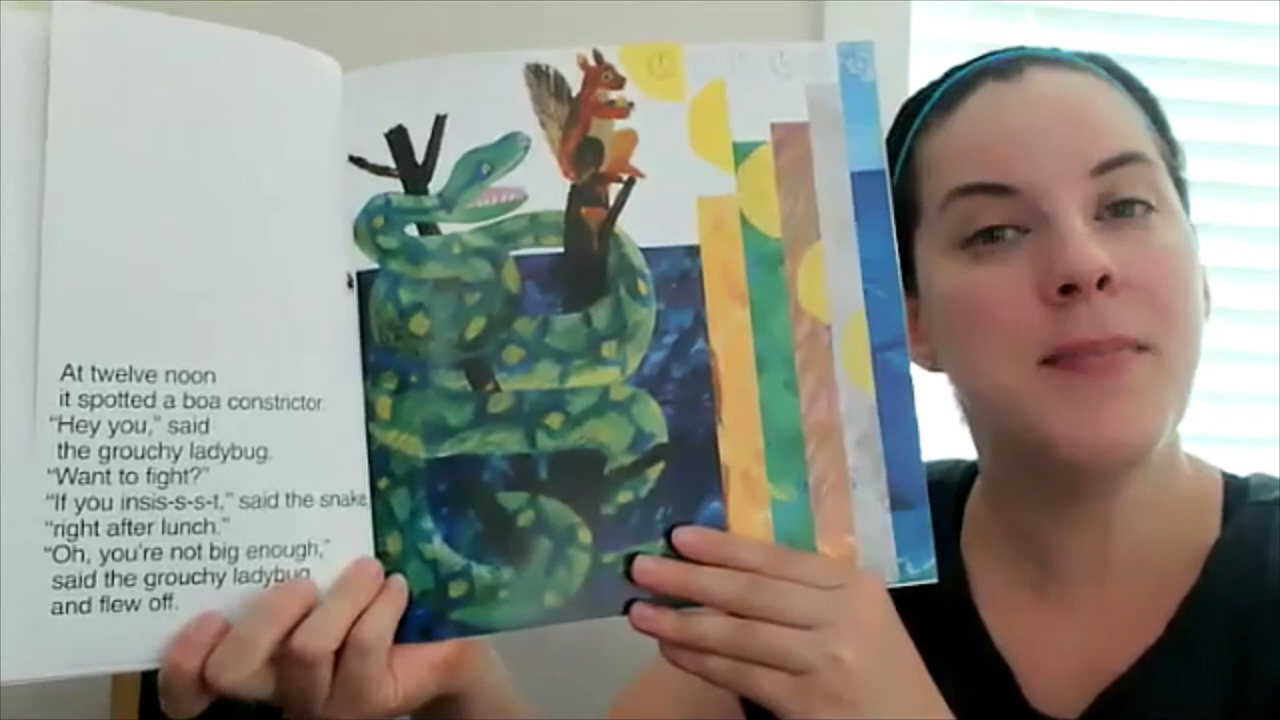 At twelve noon
it spotted a boa constrictor.
"Hey you," said
the grouchy ladybug.
"Want to fight?"
"If you insis-s-s-t," said the snake,
"right after lunch."
"Oh, you're not big enough,"
said the grouchy ladybug
and flew off.